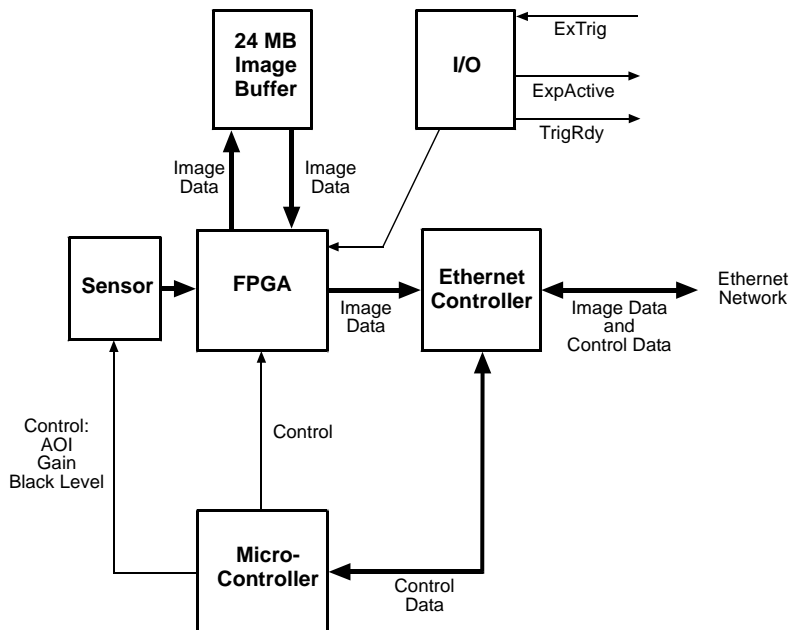 24 MB
Image
Buffer
I/O
ExTrig
ExpActive
TrigRdy
Image
Data
Image
Data
Sensor
FPGA
Image
Data
Ethernet
Controller
Image Data
and
Control Data
Ethernet
Network
Control:
AOI
Gain
Black Level
Control
Micro-
Controller
Control
Data